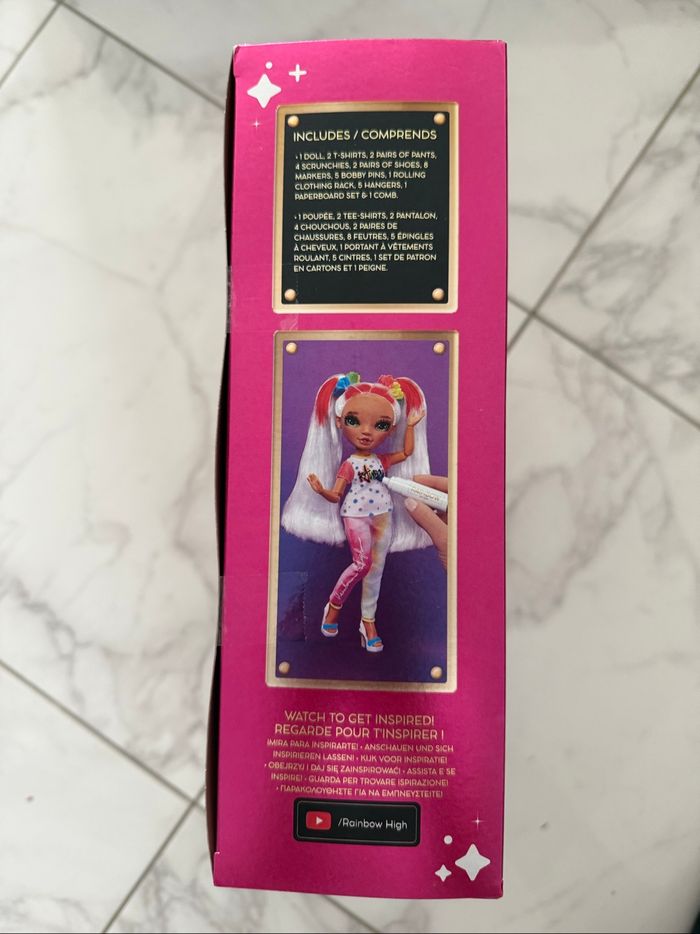 INCLUDES / COMPRENDS
• 1 DOLL, 2 T-SHIRTS, 2 PAIRS OF PANTS,
4 SCRUNCHIES, 2 PAIRS OF SHOES, 8
MARKERS, 5 BOBBY PINS, 1 ROLLING
CLOTHING RACK, 5 HANGERS, 1
PAPERBOARD SET & 1 COMB.
• 1 POUPÉE, 2 TEE-SHIRTS, 2 PANTALON,
4 CHOUCHOUS, 2 PAIRES DE
CHAUSSURES, 8 FEUTRES, 5 ÉPINGLES
À CHEVEUX, 1 PORTANT À VÊTEMENTS
ROULANT, 5 CINTRES, 1 SET DE PATRON
EN CARTONS ET 1 PEIGNE.
WATCH TO GET INSPIRED!
REGARDE POUR T'INSPIRER !
¡MIRA PARA INSPIRARTE! • ANSCHAUEN UND SICH
INSPIRIEREN LASSEN! • KIJK VOOR INSPIRATIE!
• OBEJRZYJ I DAJ SIĘ ZAINSPIROWAĆ! • ASSISTA E SE
INSPIRE! • GUARDA PER TROVARE ISPIRAZIONE!
• ΠΑΡΑΚΟΛΟΥΘΗΣΤΕ ΓΙΑ ΝΑ ΕΜΠΝΕΥΣΤΕΙΤΕ!
/Rainbow High